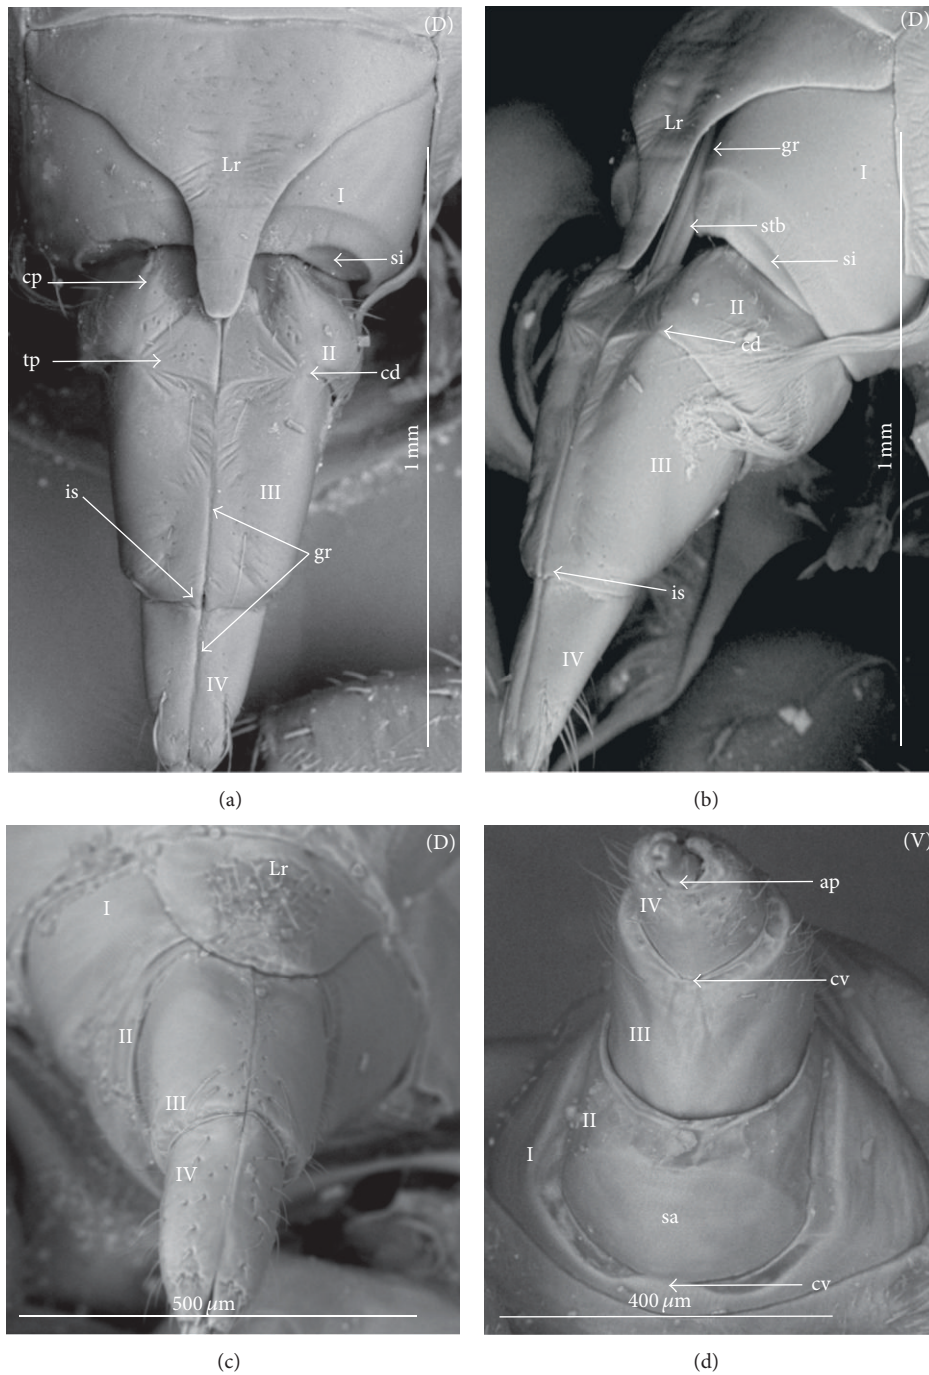 (D)
Lr
I
si
cp
II
tp
cd
1 mm
III
is
gr
IV
(a)
(D)
Lr
gr
I
stb
si
II
cd
1 mm
III
is
IV
(b)
(D)
Lr
I
II
III
IV
500 μm
(c)
(V)
ap
IV
cv
III
II
I
sa
cv
400 μm
(d)